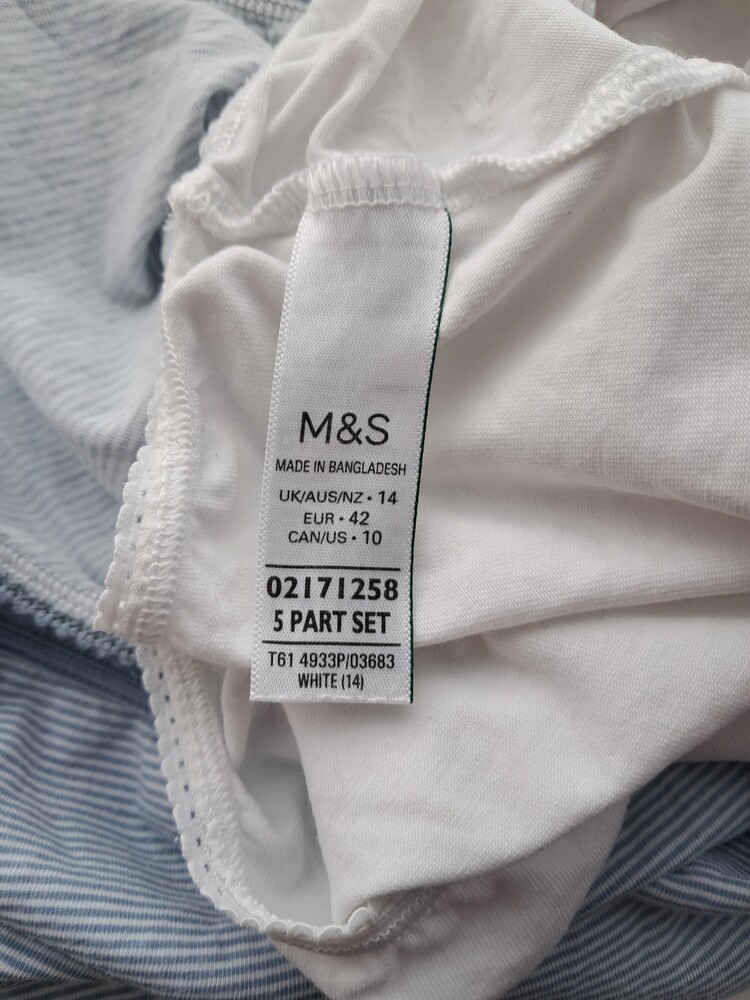 M&S
MADE IN BANGLADESH
UK/AUS/NZ • 14
EUR • 42
CAN/US • 10
02171258
5 PART SET
T61 4933P/03683
WHITE (14)